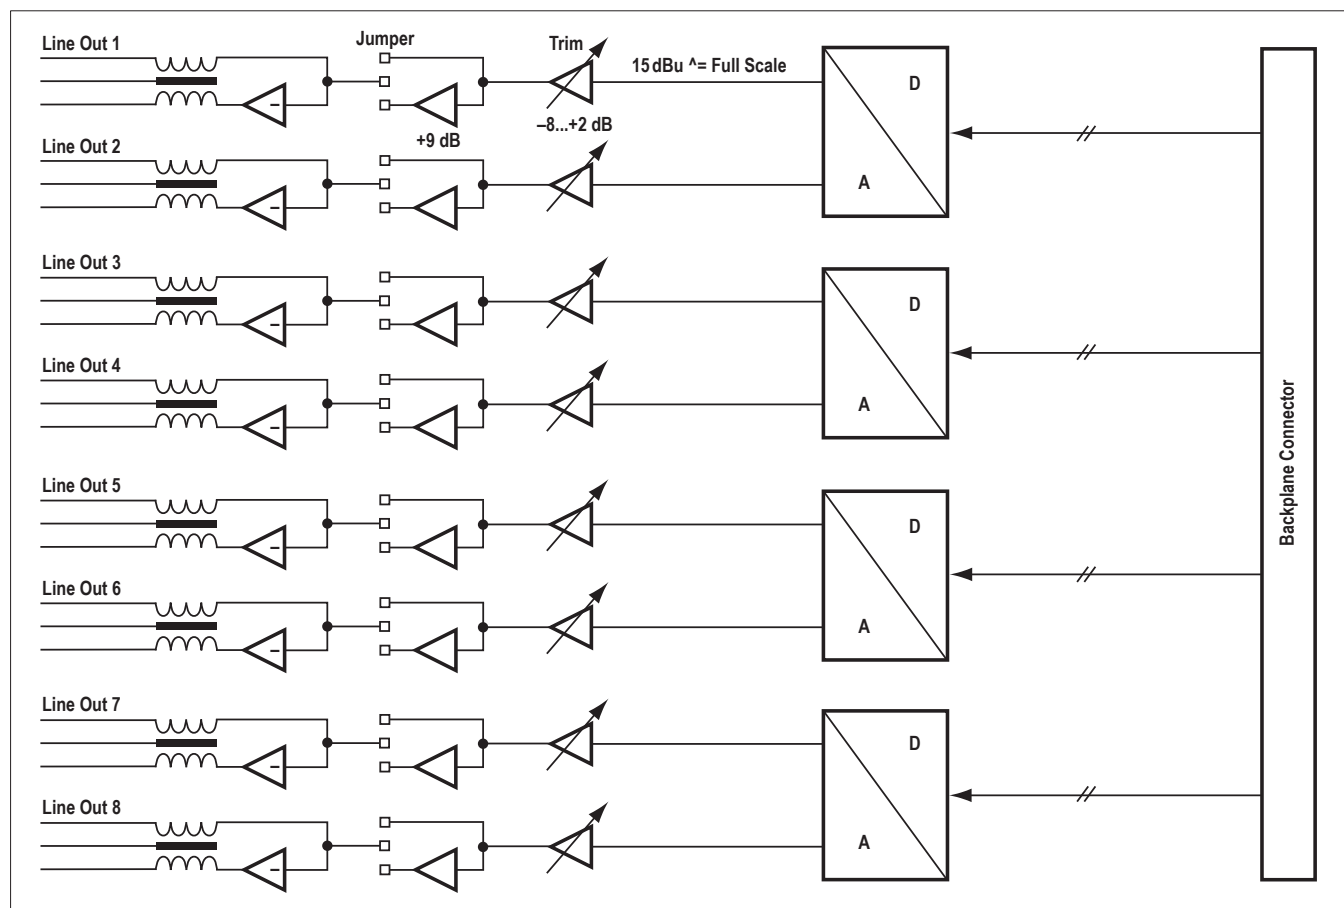 Line Out 1
Jumper
Trim
15 dBu ^= Full Scale
D
+9 dB
–8...+2 dB
Line Out 2
A
Line Out 3
D
Line Out 4
A
Backplane Connector
Line Out 5
D
Line Out 6
A
Line Out 7
D
Line Out 8
A